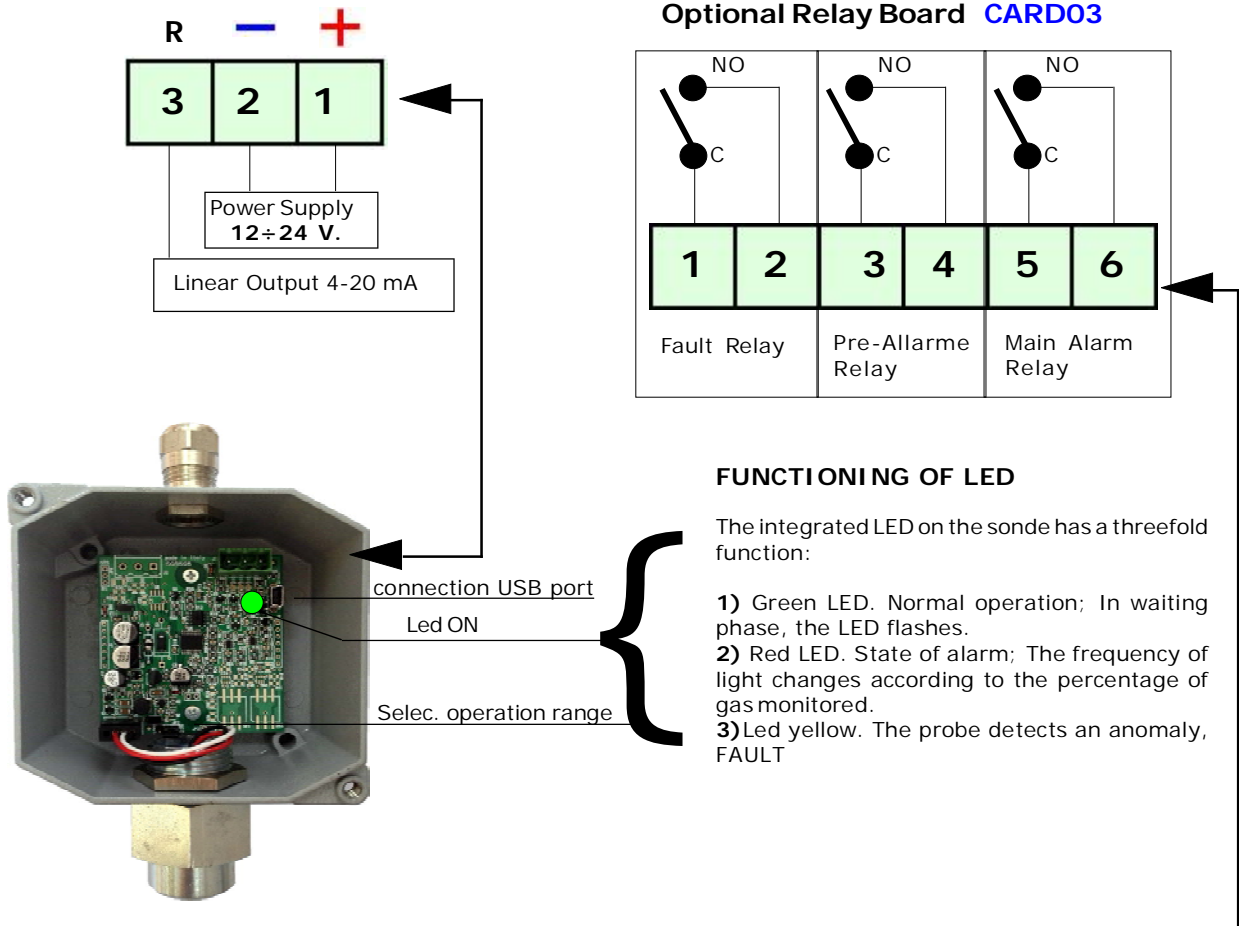 R − +
3 2 1
Power Supply
12÷24 V.
Linear Output 4-20 mA
Optional Relay Board CARD03
NO NO NO
C C C
1 2 3 4 5 6
Fault Relay
Pre-Allarme
Relay
Main Alarm
Relay
connection USB port
Led ON
Selec. operation range
FUNCTIONING OF LED
The integrated LED on the sonde has a threefold
function:
1) Green LED. Normal operation; In waiting
phase, the LED flashes.
2) Red LED. State of alarm; The frequency of
light changes according to the percentage of
gas monitored.
3)Led yellow. The probe detects an anomaly,
FAULT